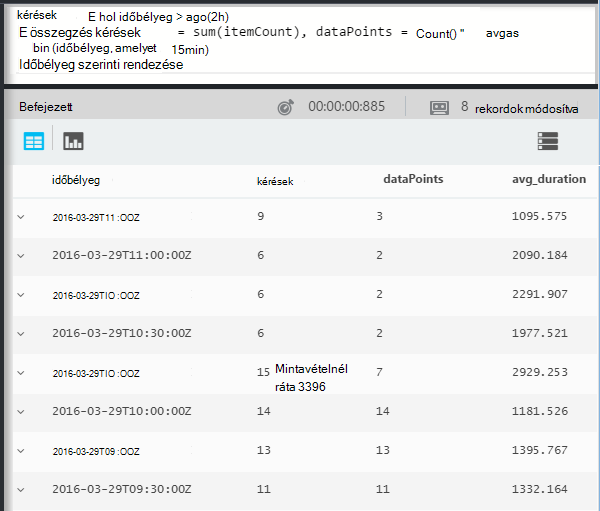 kérések E hol időbélyeg > ago(2h)
E összegzés kérések = sum(itemCount), dataPoints = Count() " avgas
bin (időbélyeg, amelyet 15min)
Időbélyeg szerinti rendezése
Befejezett 00:00:00:885 8 rekordok módosítva
időbélyeg kérések dataPoints avg_duration
2016-03-29T11 :OOZ 9 3 1095.575
2016-03-29T11:00:00Z 6 2 2090.184
2016-03-29TIO :OOZ 6 2 2291.907
2016-03-29T10:30:00Z 6 2 1977.521
2016-03-29TIO :OOZ 15 Mintavételnél 7 2929.253
ráta 3396
2016-03-29T10:00:00Z 14 14 1181.526
2016-03-29T09 :OOZ 13 13 1395.767
2016-03-29T09:30:00Z 11 11 1332.164